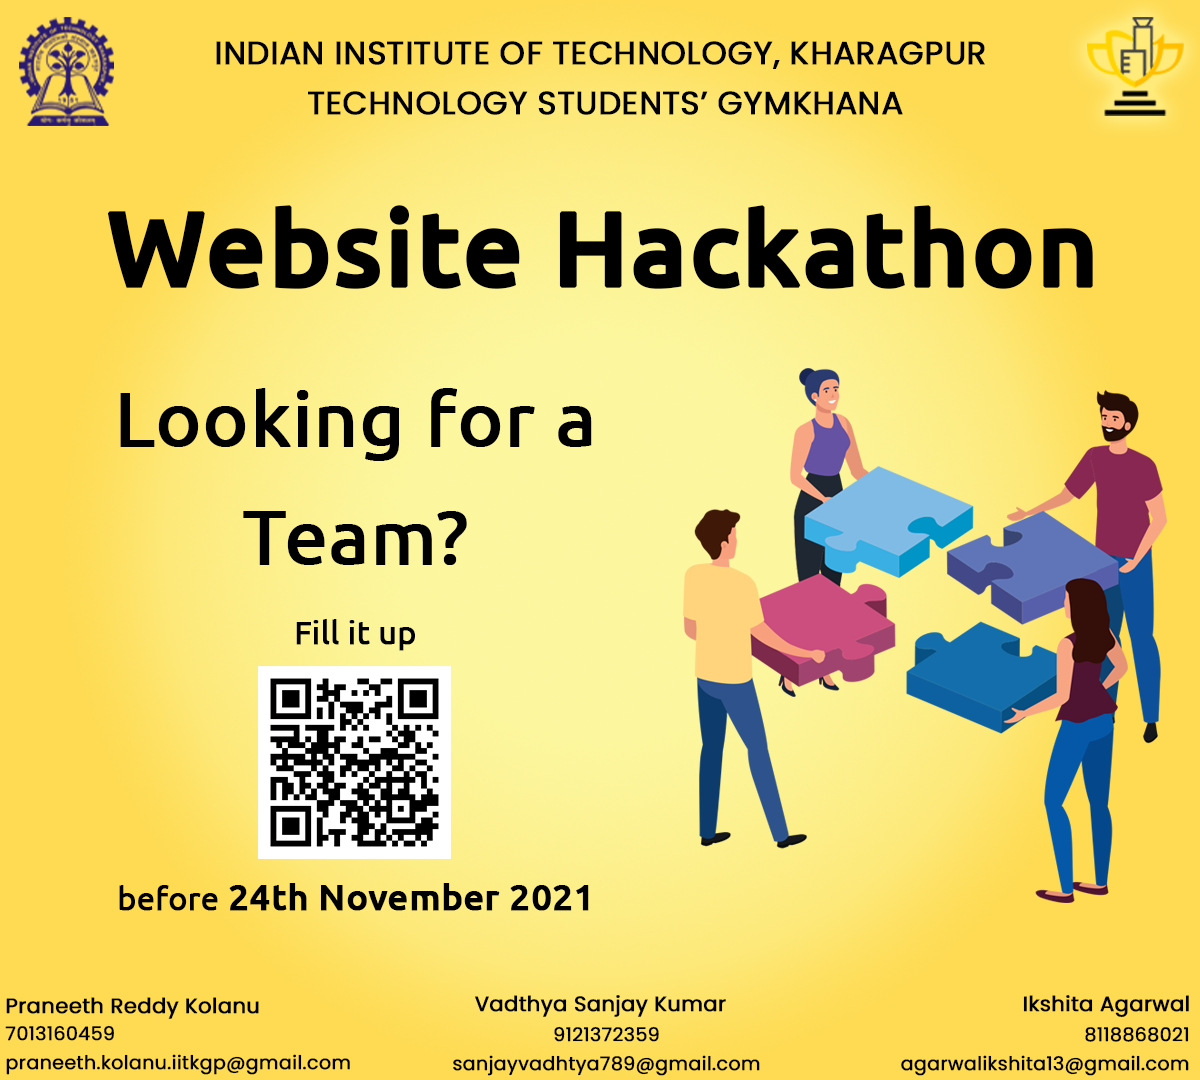 INDIAN INSTITUTE OF TECHNOLOGY, KHARAGPUR
TECHNOLOGY STUDENTS’ GYMKHANA
Website Hackathon
Looking for a
Team?
Fill it up
before 24th November 2021
Praneeth Reddy Kolanu
7013160459
praneeth.kolanu.iitkgp@gmail.com
Vadthya Sanjay Kumar
9121372359
sanjayvadhtya789@gmail.com
Ikshita Agarwal
8118868021
agarwalikshita13@gmail.com